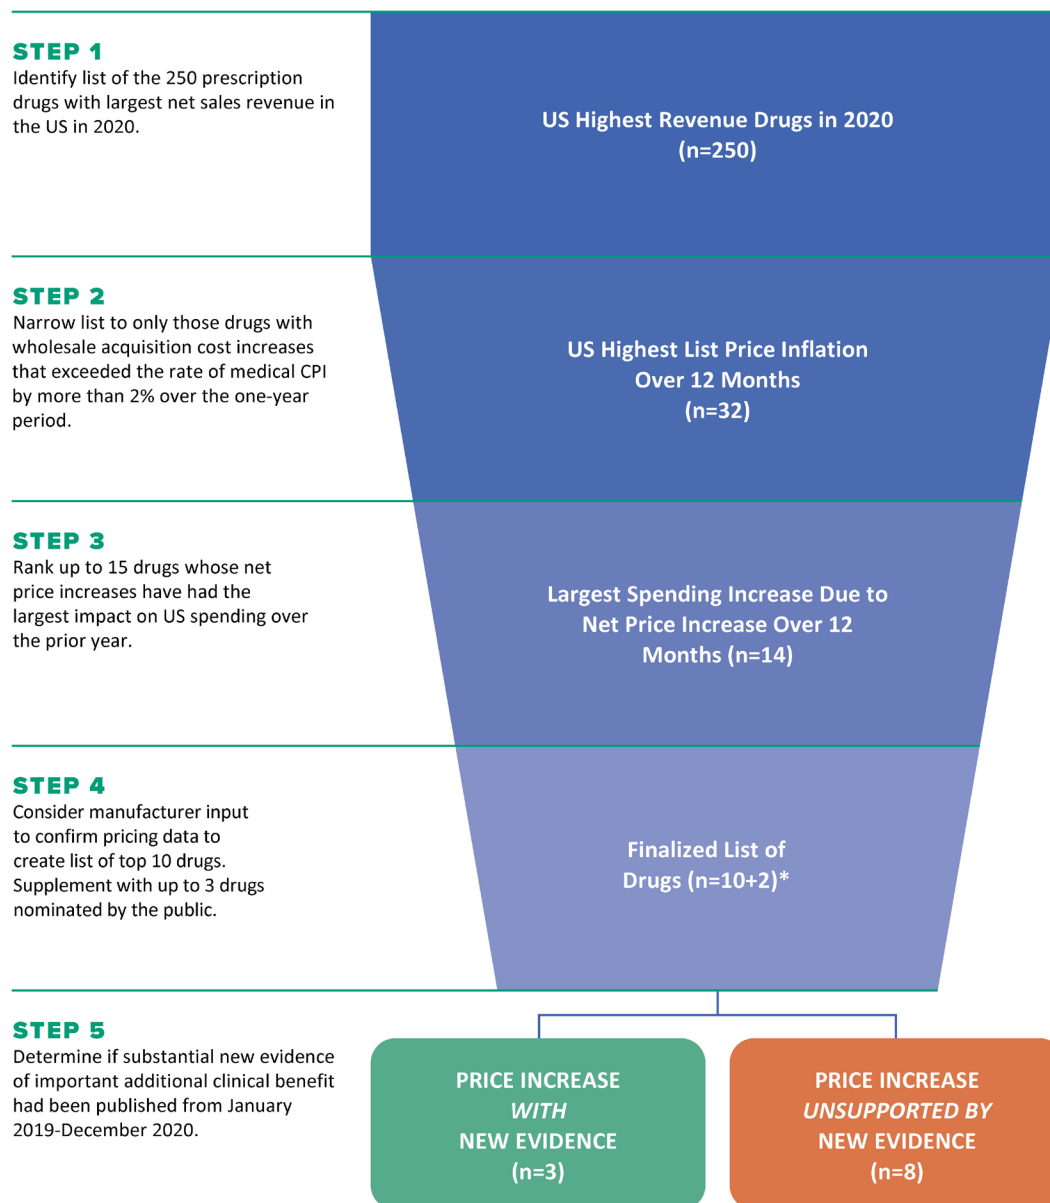 STEP 1
Identify list of the 250 prescription
drugs with largest net sales revenue in
the US in 2020.
US Highest Revenue Drugs in 2020
(n=250)
STEP 2
Narrow list to only those drugs with
wholesale acquisition cost increases
that exceeded the rate of medical CPI
by more than 2% over the one-year
period.
US Highest List Price Inflation
Over 12 Months
(n=32)
STEP 3
Rank up to 15 drugs whose net
price increases have had the
largest impact on US spending over
the prior year.
Largest Spending Increase Due to
Net Price Increase Over 12
Months (n=14)
STEP 4
Consider manufacturer input
to confirm pricing data to
create list of top 10 drugs.
Supplement with up to 3 drugs
nominated by the public.
Finalized List of
Drugs (n=10+2)*
STEP 5
Determine if substantial new evidence
of important additional clinical benefit
had been published from January
2019-December 2020.
PRICE INCREASE
WITH
NEW EVIDENCE
(n=3)
PRICE INCREASE
UNSUPPORTED BY
NEW EVIDENCE
(n=8)